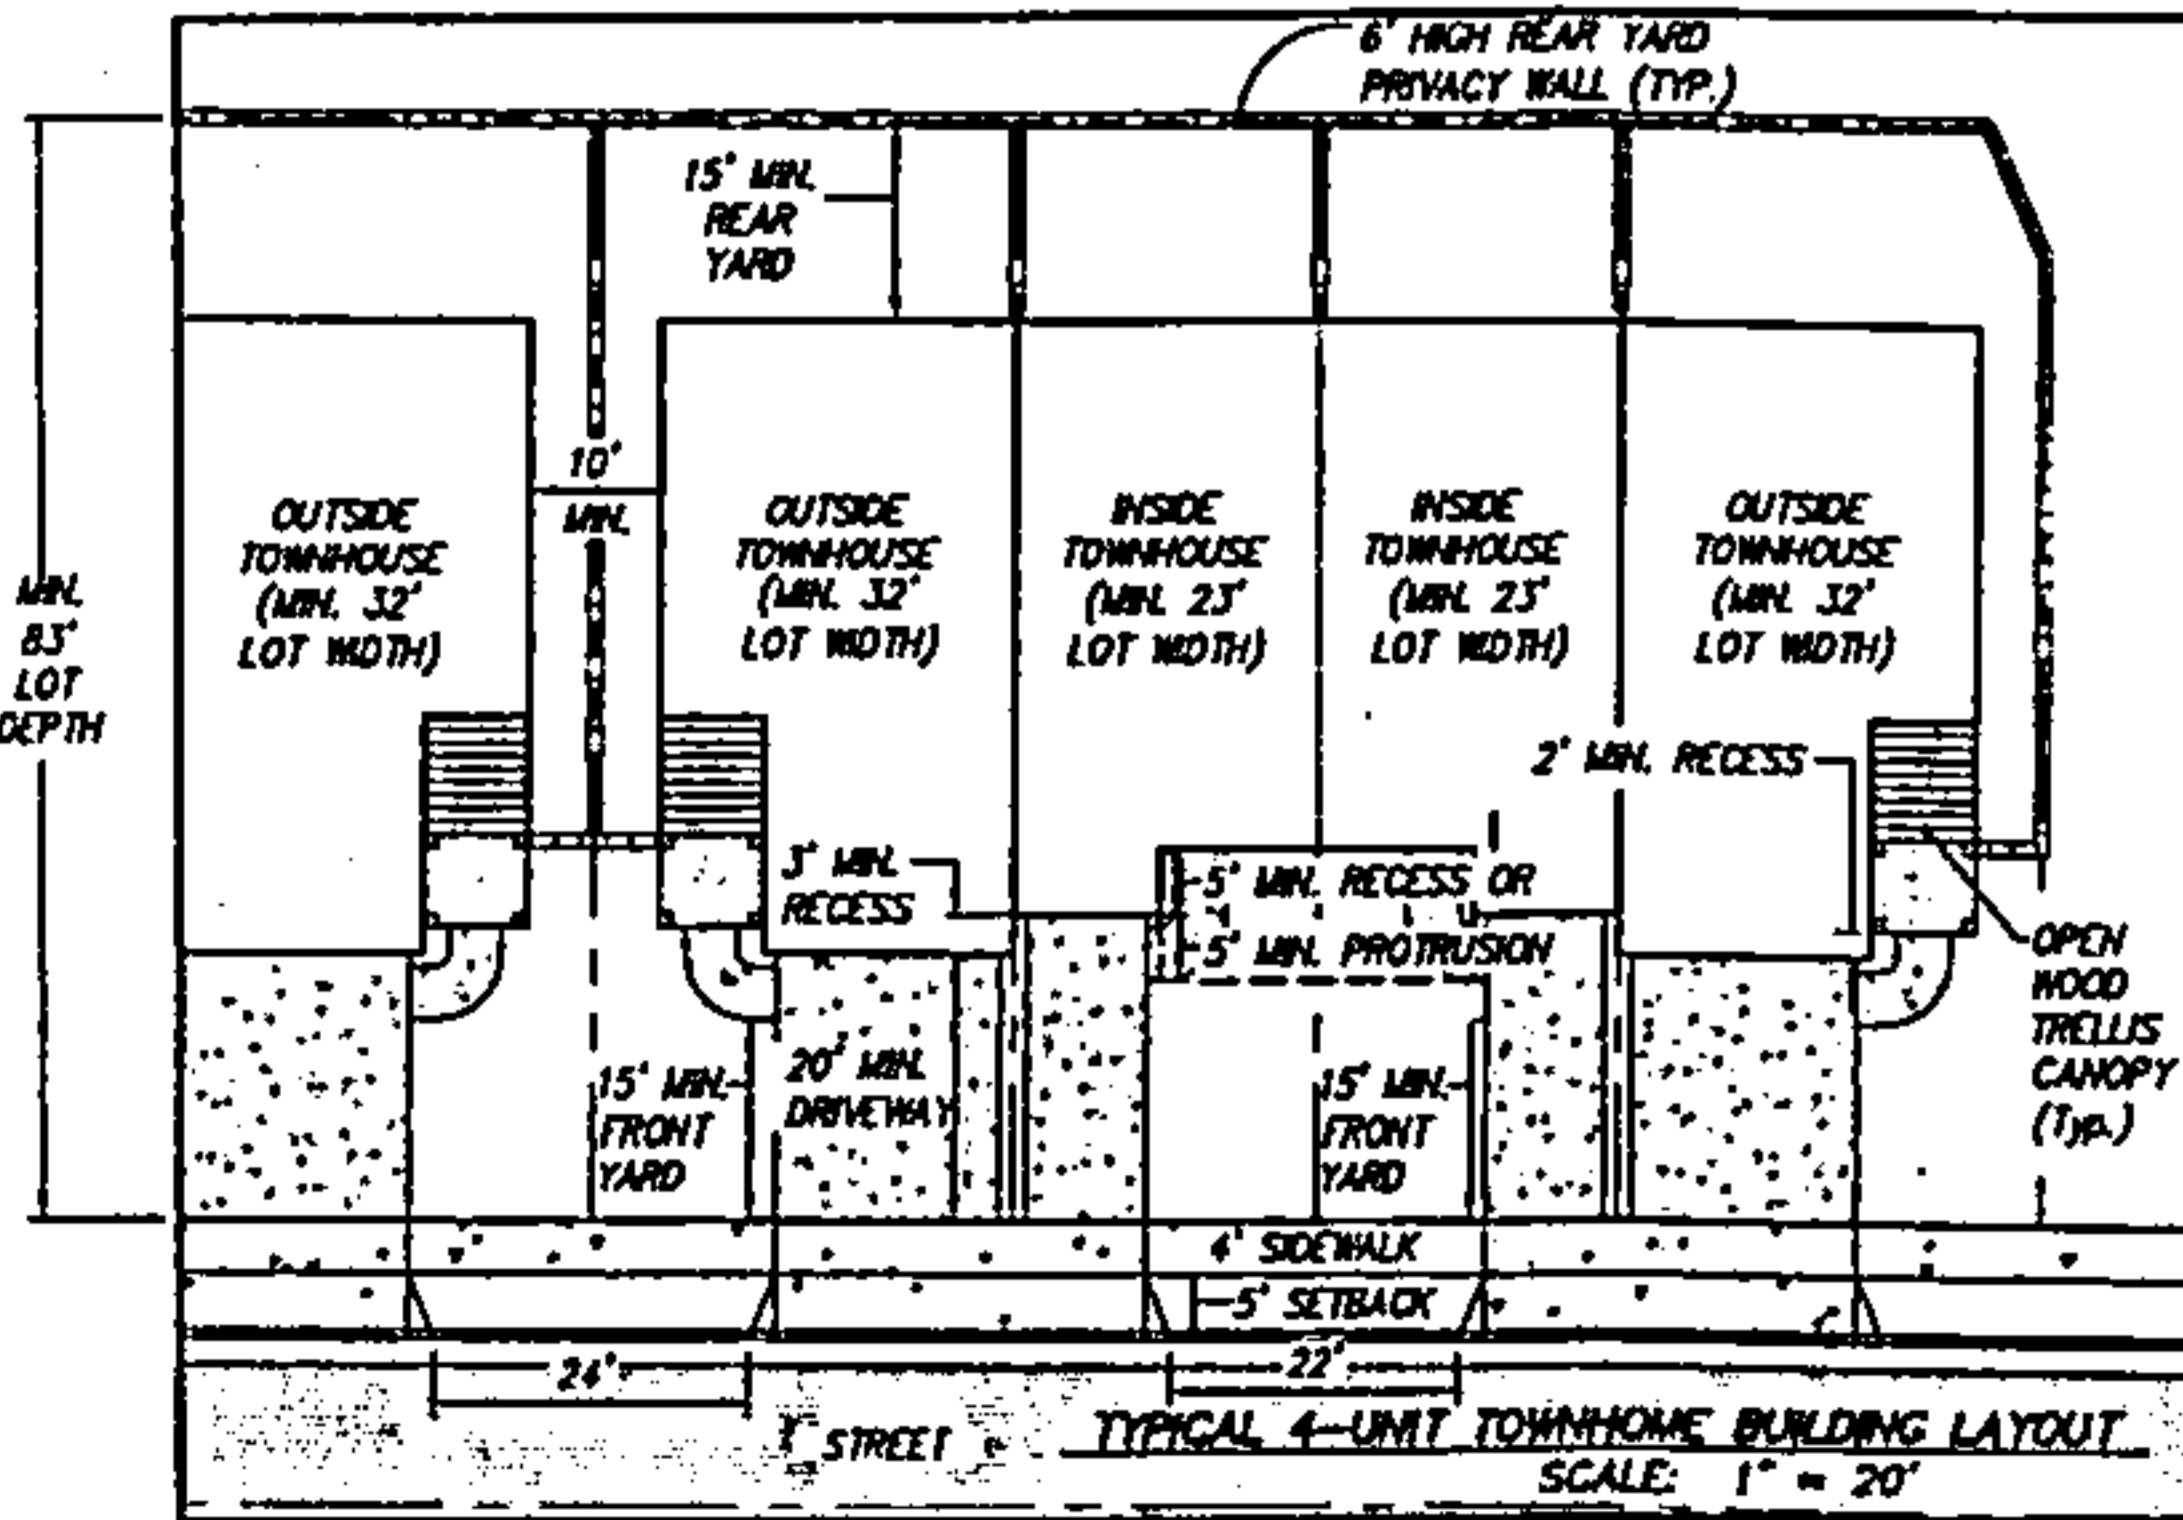 6' HIGH REAR YARD
PRIVACY WALL (TYP.)
15' MIN.
REAR
YARD
10'
MIN.
OUTSIDE
TOWNHOUSE
(MIN. 32'
LOT WIDTH)
OUTSIDE
TOWNHOUSE
(MIN. 32'
LOT WIDTH)
INSIDE
TOWNHOUSE
(MIN. 23'
LOT WIDTH)
INSIDE
TOWNHOUSE
(MIN. 23'
LOT WIDTH)
OUTSIDE
TOWNHOUSE
(MIN. 32'
LOT WIDTH)
MIN.
83'
LOT
DEPTH
2' MIN. RECESS
3' MIN.
RECESS
5' MIN. RECESS OR
5' MIN. PROTRUSION
OPEN
WOOD
TRELLIS
CANOPY
(Typ.)
15' MIN.
FRONT
YARD
20' MIN.
DRIVEWAY
15' MIN.
FRONT
YARD
4' SIDEWALK
5' SETBACK
24'
22'
STREET
TYPICAL 4-UNIT TOWNHOME BUILDING LAYOUT
SCALE: 1" = 20'